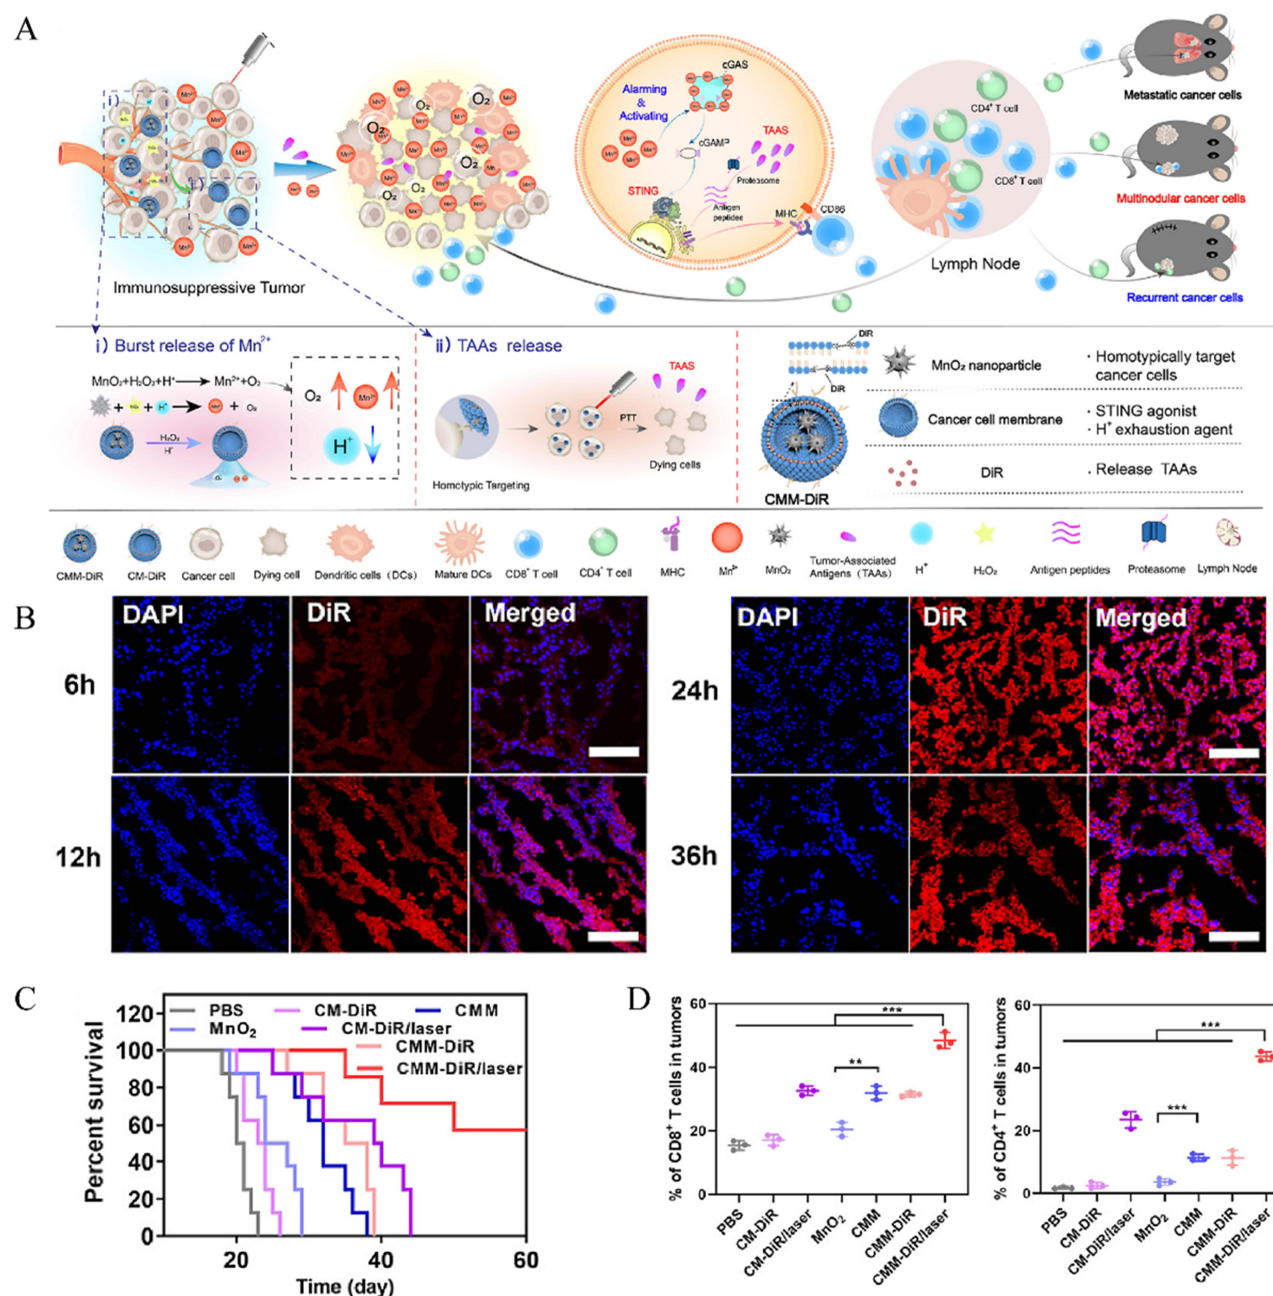 A
i)
ii)
Mn²⁺
O₂
Immunosuppressive Tumor
Alarming
&
Activating
cGAS
cGAMP
TAAS
Proteasome
STING
Antigen
peptides
MHC
CD86
CD4⁺ T cell
CD8⁺ T cell
Lymph Node
Metastatic cancer cells
Multinodular cancer cells
Recurrent cancer cells
i) Burst release of Mn²⁺
MnO₂+H₂O₂+H⁺ → Mn²⁺+O₂
H₂O₂
H⁺
O₂
Mn²⁺
H⁺
ii) TAAs release
Homotypic Targeting
PTT
TAAS
Dying cells
DiR
DiR
CMM-DiR
MnO₂ nanoparticle
· Homotypically target
cancer cells
Cancer cell membrane
· STING agonist
· H⁺ exhaustion agent
DiR
· Release TAAs
CMM-DiR
CM-DiR
Cancer cell
Dying cell
Dendritic cells (DCs)
Mature DCs
CD8⁺ T cell
CD4⁺ T cell
MHC
Mn²⁺
MnO₂
Tumor-Associated
Antigens (TAAs)
H⁺
H₂O₂
Antigen peptides
Proteasome
Lymph Node
B
DAPI DiR Merged
6h
12h
DAPI DiR Merged
24h
36h
C
Percent survival
120
100
80
60
40
20
0
PBS CM-DiR CMM
MnO₂ CM-DiR/laser
CMM-DiR
CMM-DiR/laser
20 40 60
Time (day)
D
% of CD8⁺ T cells in tumors
60
40
20
0
***
**
PBS
CM-DiR
CM-DiR/laser
MnO₂
CMM
CMM-DiR
CMM-DiR/laser
% of CD4⁺ T cells in tumors
60
40
20
0
***
***
PBS
CM-DiR
CM-DiR/laser
MnO₂
CMM
CMM-DiR
CMM-DiR/laser